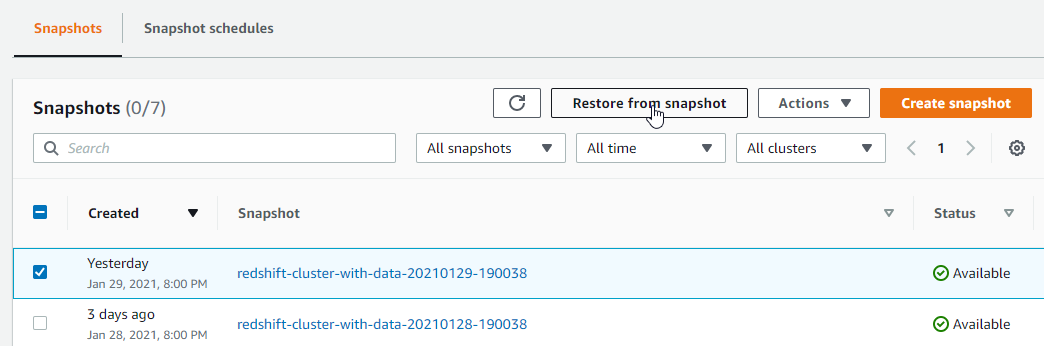 Snapshots
Snapshot schedules
Snapshots (0/7)
Restore from snapshot
Actions
Create snapshot
Search
All snapshots
All time
All clusters
1
Created
Snapshot
Status
Yesterday
Jan 29, 2021, 8:00 PM
redshift-cluster-with-data-20210129-190038
Available
3 days ago
Jan 28, 2021, 8:00 PM
redshift-cluster-with-data-20210128-190038
Available